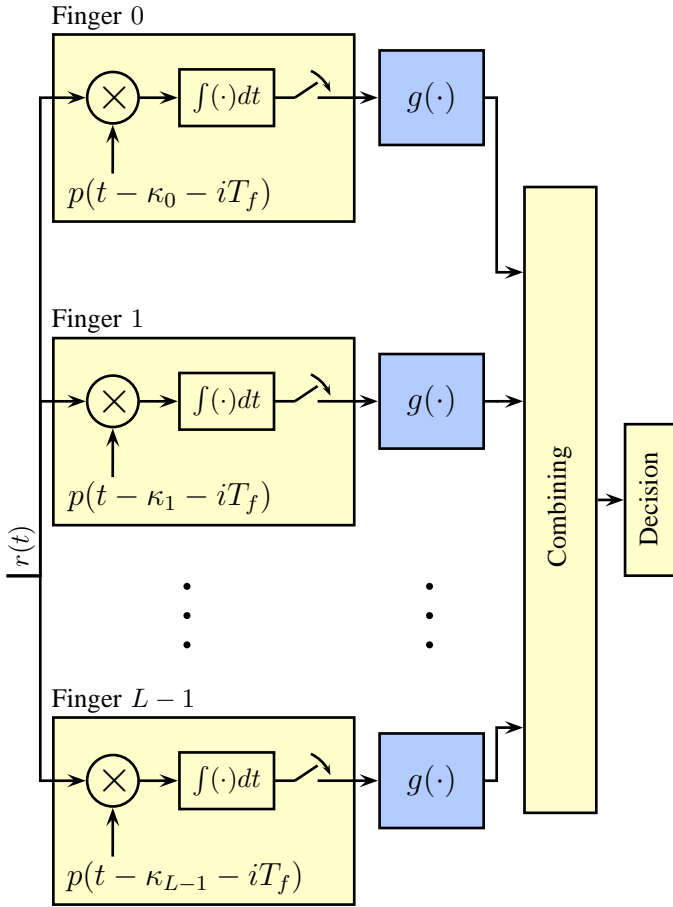 Finger 0
∫(·)dt
g(·)
p(t − κ₀ − iT_f)
Finger 1
∫(·)dt
g(·)
p(t − κ₁ − iT_f)
r(t)
Combining
Decision
Finger L − 1
∫(·)dt
g(·)
p(t − κ_{L−1} − iT_f)